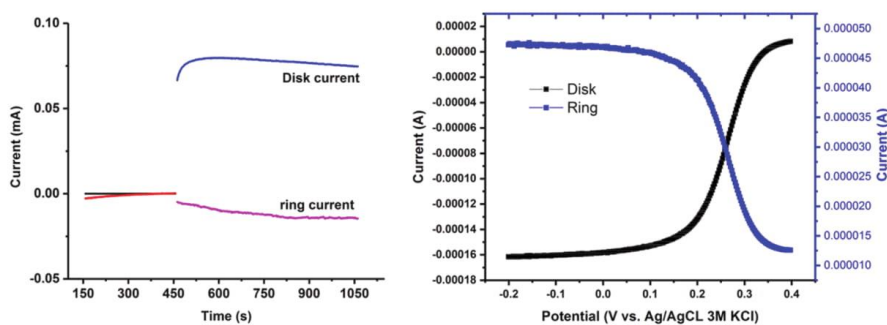 0.10
0.05
0.00
-0.05
Current (mA)
Disk current
ring current
150 300 450 600 750 900 1050
Time (s)
0.00002
0.00000
-0.00002
-0.00004
-0.00006
-0.00008
-0.00010
-0.00012
-0.00014
-0.00016
-0.00018
Current (A)
Disk
Ring
0.000050
0.000045
0.000040
0.000035
0.000030
0.000025
0.000020
0.000015
0.000010
Current (A)
-0.2 -0.1 0.0 0.1 0.2 0.3 0.4
Potential (V vs. Ag/AgCL 3M KCl)